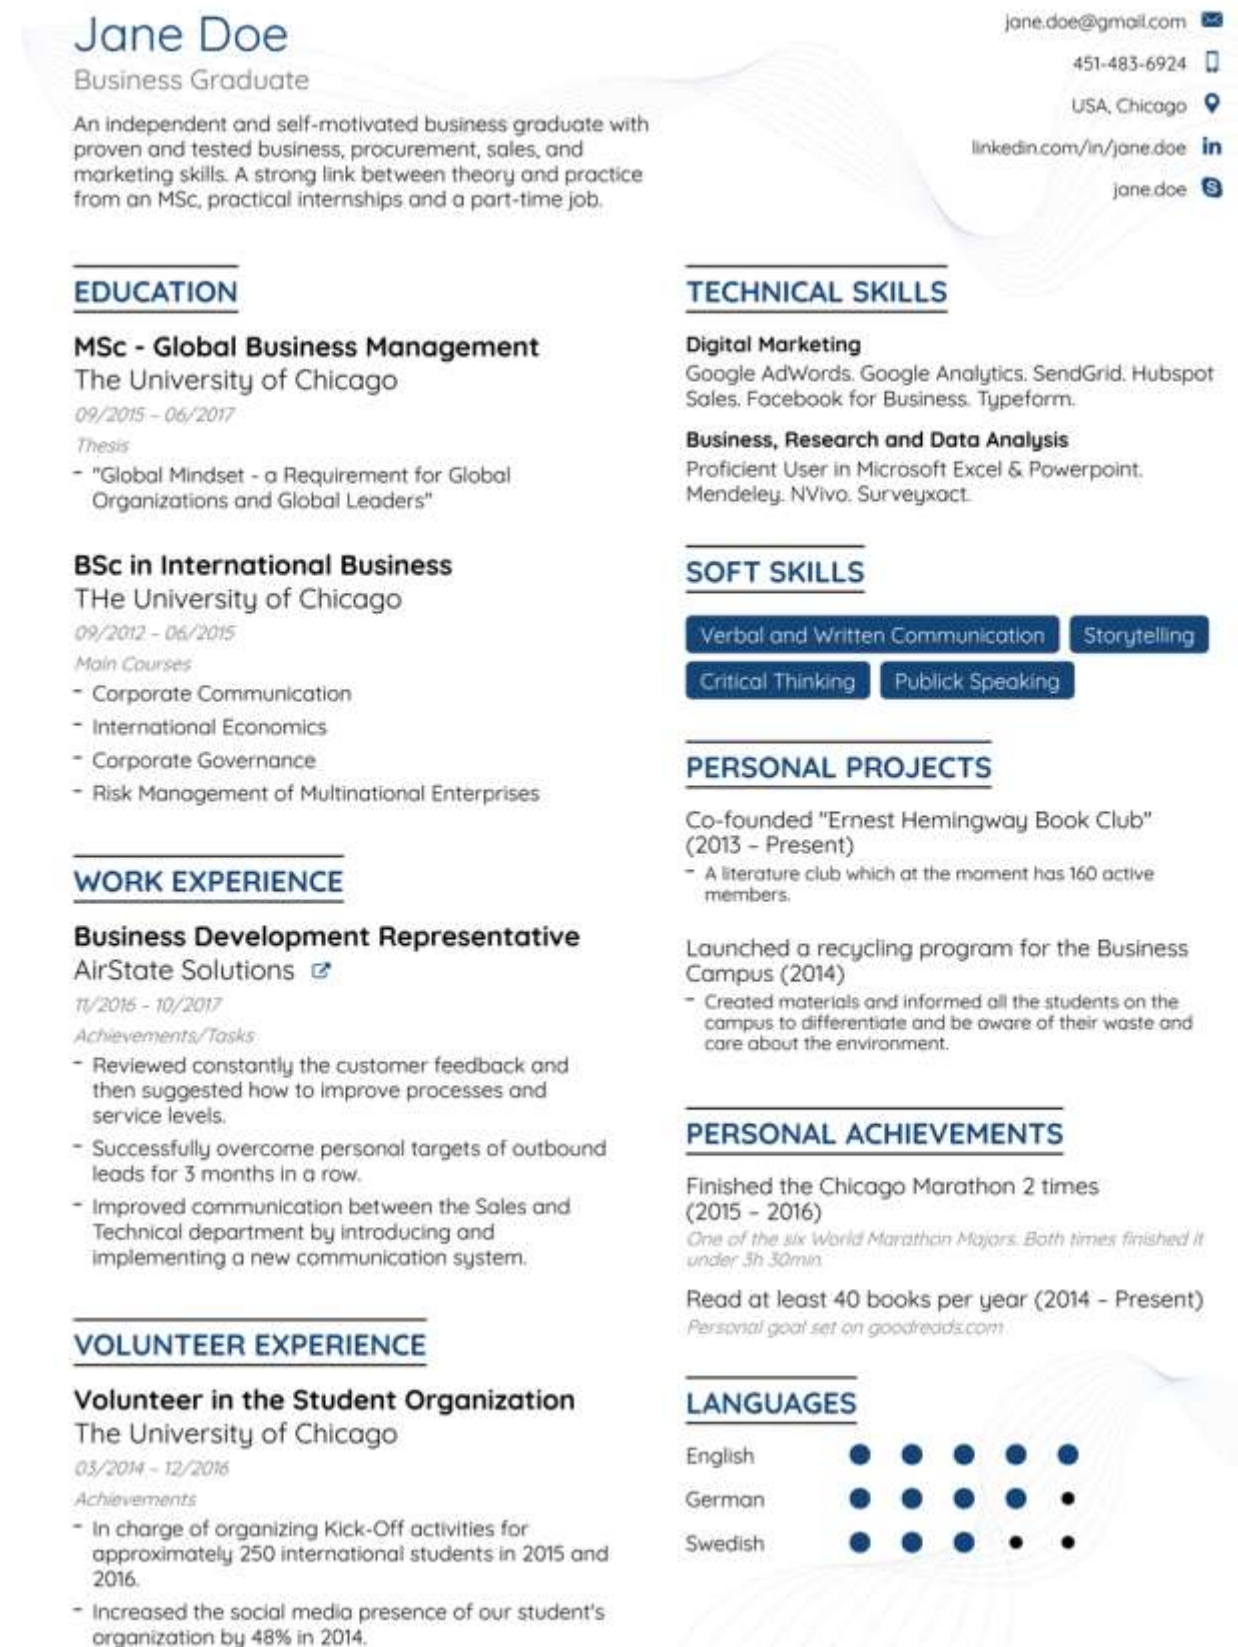 Jane Doe
Business Graduate
An independent and self-motivated business graduate with
proven and tested business, procurement, sales, and
marketing skills. A strong link between theory and practice
from an MSc, practical internships and a part-time job.
jane.doe@gmail.com
451-483-6924
USA, Chicago
linkedin.com/in/jane.doe
jane.doe
EDUCATION
MSc - Global Business Management
The University of Chicago
09/2015 – 06/2017
Thesis
- "Global Mindset - a Requirement for Global
Organizations and Global Leaders"
BSc in International Business
THe University of Chicago
09/2012 – 06/2015
Main Courses
- Corporate Communication
- International Economics
- Corporate Governance
- Risk Management of Multinational Enterprises
WORK EXPERIENCE
Business Development Representative
AirState Solutions
11/2016 – 10/2017
Achievements/Tasks
- Reviewed constantly the customer feedback and
then suggested how to improve processes and
service levels.
- Successfully overcome personal targets of outbound
leads for 3 months in a row.
- Improved communication between the Sales and
Technical department by introducing and
implementing a new communication system.
VOLUNTEER EXPERIENCE
Volunteer in the Student Organization
The University of Chicago
03/2014 – 12/2016
Achievements
- In charge of organizing Kick-Off activities for
approximately 250 international students in 2015 and
2016.
- Increased the social media presence of our student's
organization by 48% in 2014.
TECHNICAL SKILLS
Digital Marketing
Google AdWords. Google Analytics. SendGrid. Hubspot
Sales. Facebook for Business. Typeform.
Business, Research and Data Analysis
Proficient User in Microsoft Excel & Powerpoint.
Mendeley. NVivo. Surveyxact.
SOFT SKILLS
Verbal and Written Communication
Storytelling
Critical Thinking
Publick Speaking
PERSONAL PROJECTS
Co-founded "Ernest Hemingway Book Club"
(2013 – Present)
- A literature club which at the moment has 160 active
members.
Launched a recycling program for the Business
Campus (2014)
- Created materials and informed all the students on the
campus to differentiate and be aware of their waste and
care about the environment.
PERSONAL ACHIEVEMENTS
Finished the Chicago Marathon 2 times
(2015 – 2016)
One of the six World Marathon Majors. Both times finished it
under 3h 30min.
Read at least 40 books per year (2014 – Present)
Personal goal set on goodreads.com
LANGUAGES
English
German
Swedish